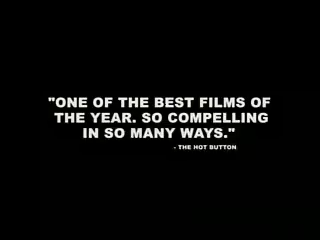 "ONE OF THE BEST FILMS OF
THE YEAR. SO COMPELLING
IN SO MANY WAYS."
- THE HOT BUTTON